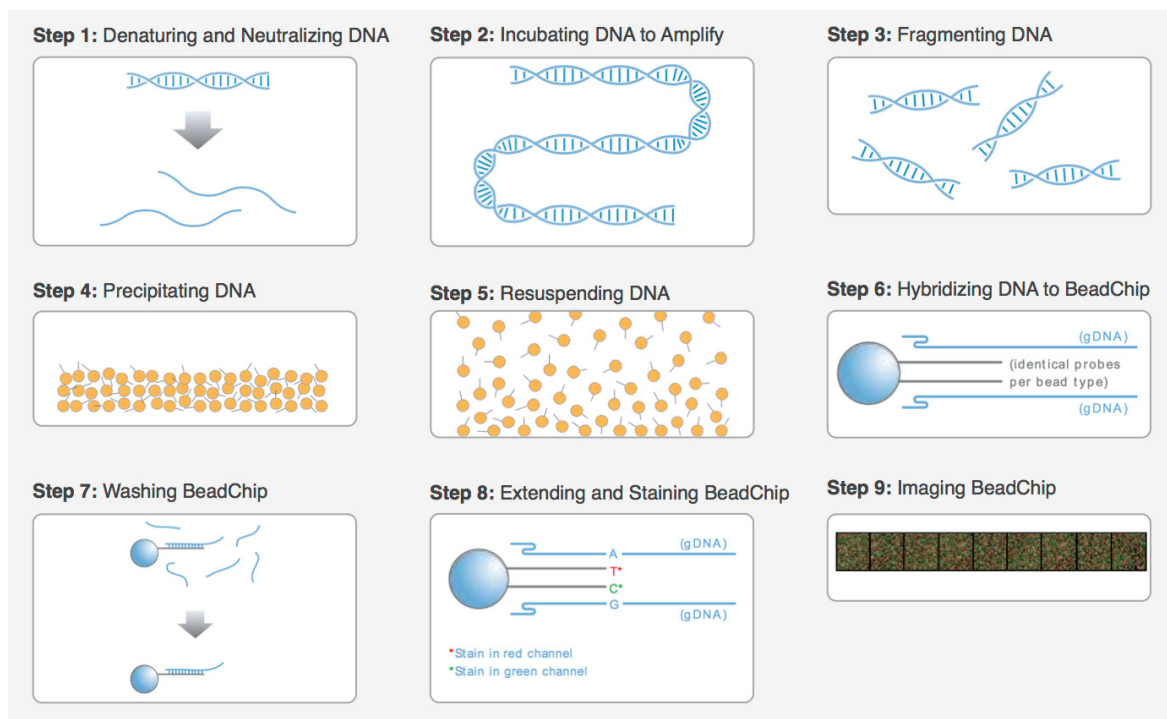 Step 1: Denaturing and Neutralizing DNA
Step 2: Incubating DNA to Amplify
Step 3: Fragmenting DNA
Step 4: Precipitating DNA
Step 5: Resuspending DNA
Step 6: Hybridizing DNA to BeadChip
(gDNA)
(identical probes
per bead type)
(gDNA)
Step 7: Washing BeadChip
Step 8: Extending and Staining BeadChip
A
(gDNA)
T*
C*
G
(gDNA)
*Stain in red channel
*Stain in green channel
Step 9: Imaging BeadChip